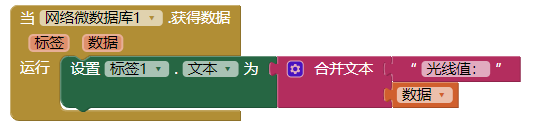 当 网络微数据库1 .获得数据
标签 数据
运行 设置 标签1 . 文本 为 合并文本 “ 光线值： ”
数据